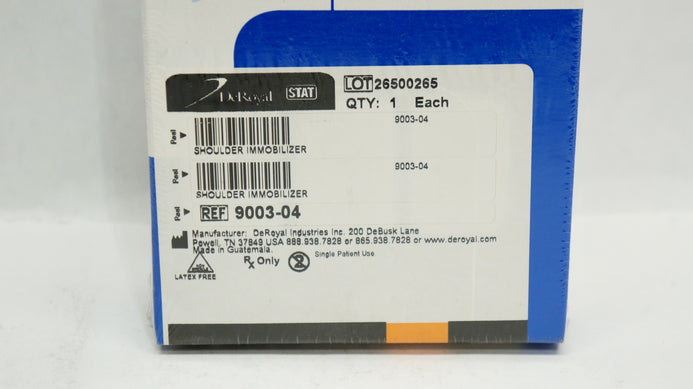 DeRoyal STAT
LOT 26500265
QTY: 1 Each
Peel
9003-04
SHOULDER IMMOBILIZER
Peel
9003-04
SHOULDER IMMOBILIZER
Peel
REF 9003-04
Manufacturer: DeRoyal Industries Inc. 200 DeBusk Lane
Powell, TN 37849 USA 888.938.7828 or 865.938.7828 or www.deroyal.com
Made in Guatemala.
LATEX FREE
Rx Only
2
Single Patient Use